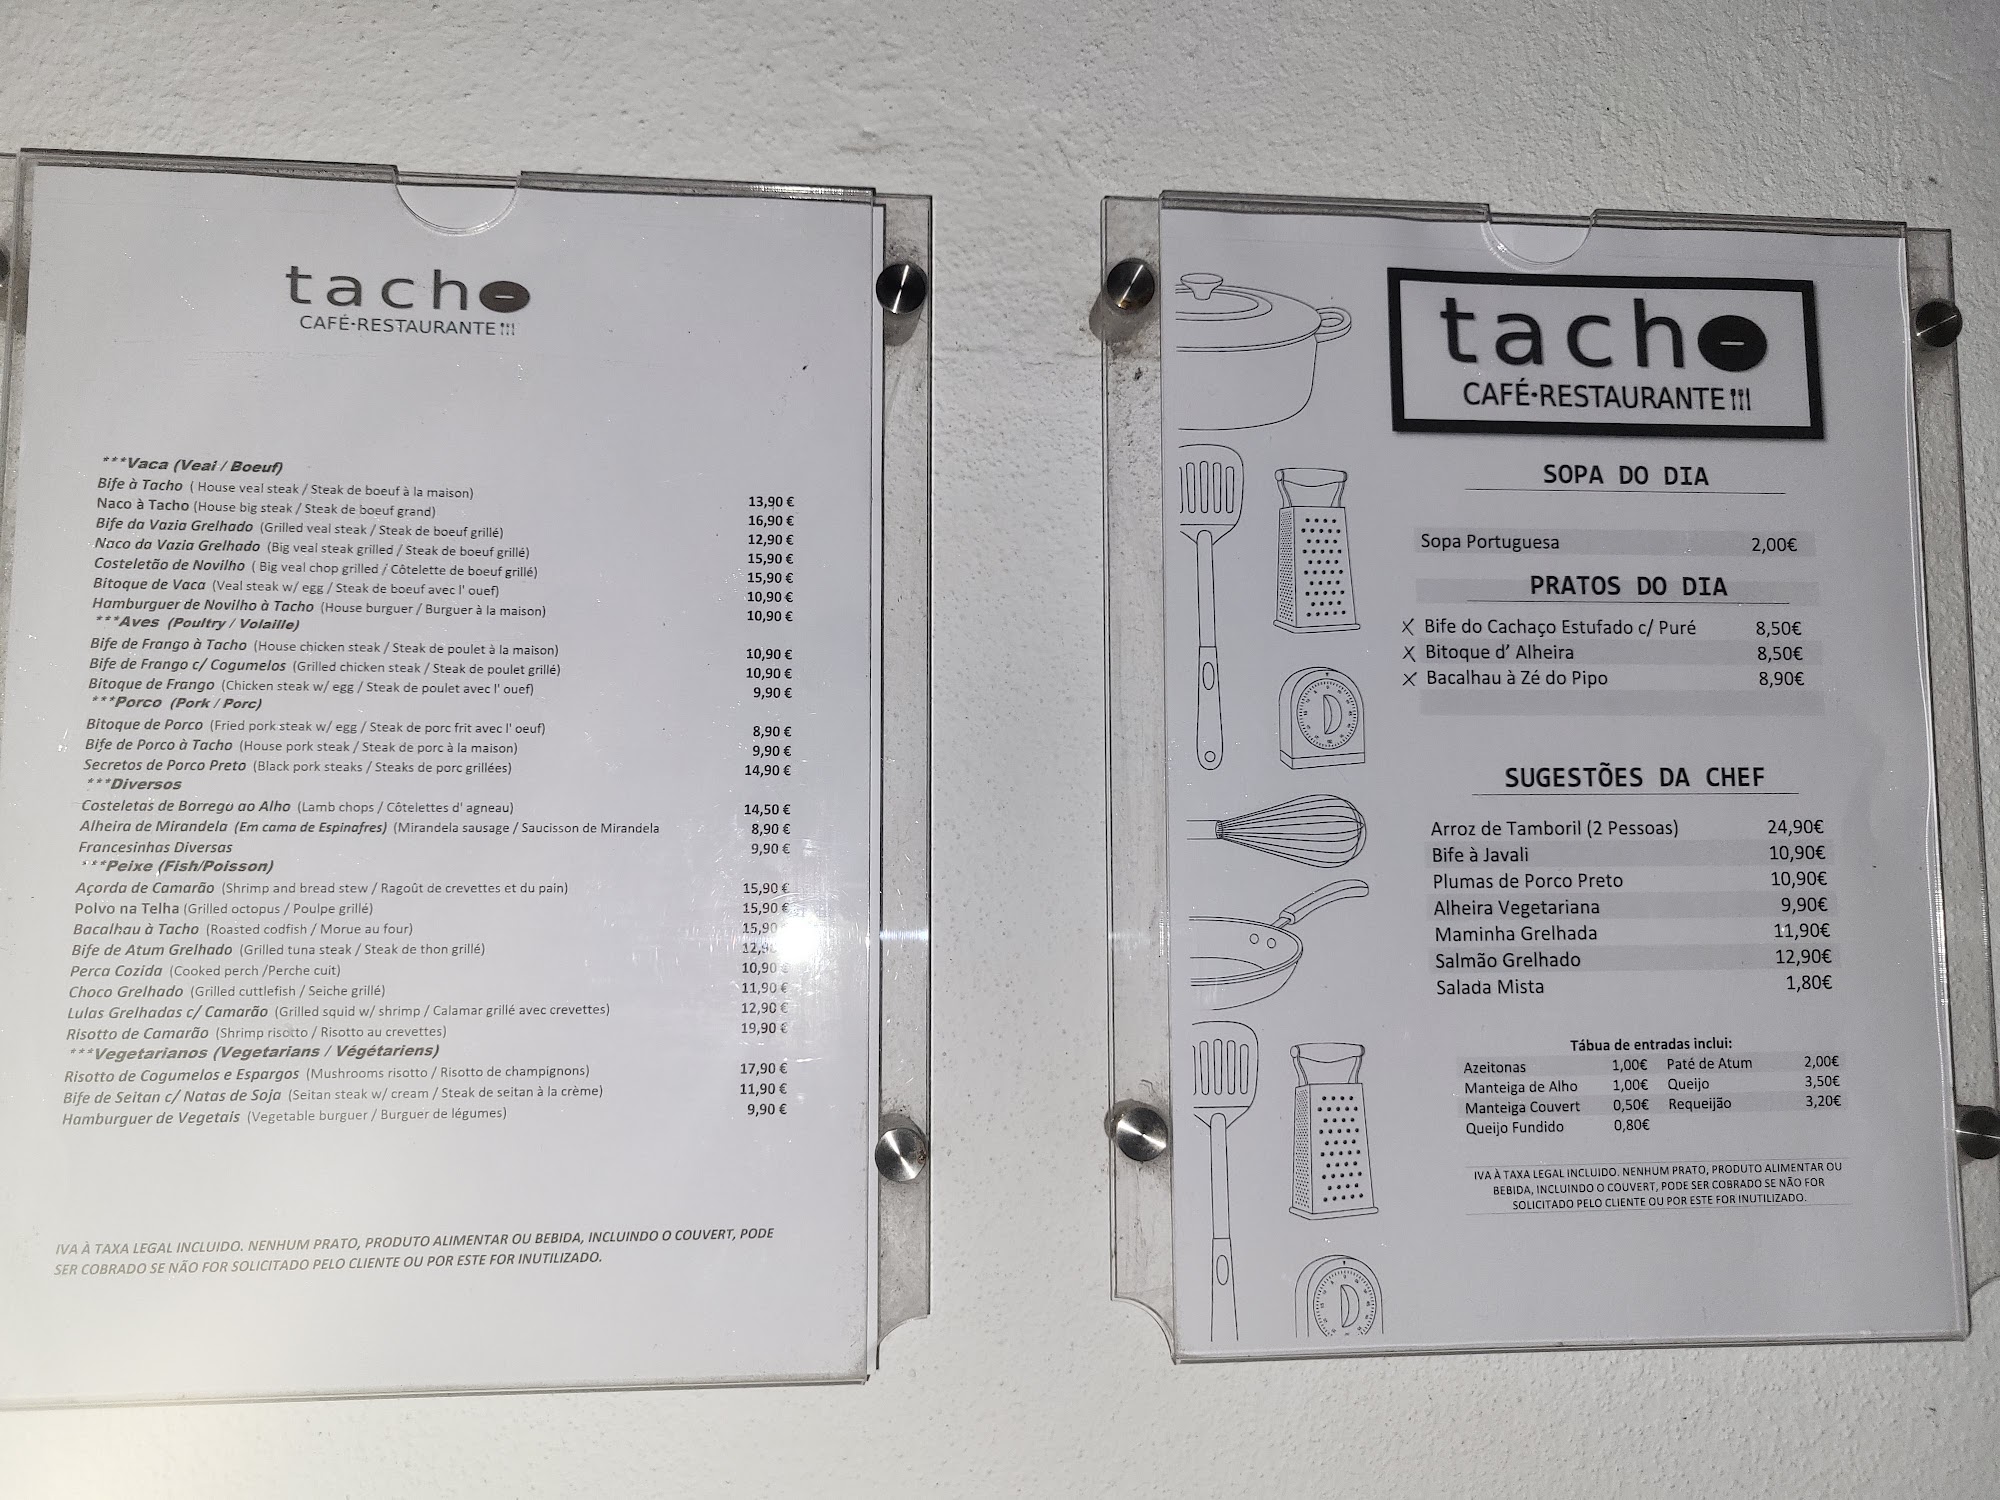 tacho
CAFÉ·RESTAURANTE
***Vaca (Veai / Boeuf)
Bife à Tacho ( House veal steak / Steak de boeuf à la maison) 13,90 €
Naco à Tacho (House big steak / Steak de boeuf grand) 16,90 €
Bife da Vazia Grelhado (Grilled veal steak / Steak de boeuf grillé) 12,90 €
Naco da Vazia Grelhado (Big veal steak grilled / Steak de boeuf grillé) 15,90 €
Costeletão de Novilho ( Big veal chop grilled / Côtelette de boeuf grillé) 15,90 €
Bitoque de Vaca (Veal steak w/ egg / Steak de boeuf avec l' ouef) 10,90 €
Hamburguer de Novilho à Tacho (House burguer / Burguer à la maison) 10,90 €
***Aves (Poultry / Volaille)
Bife de Frango à Tacho (House chicken steak / Steak de poulet à la maison) 10,90 €
Bife de Frango c/ Cogumelos (Grilled chicken steak / Steak de poulet grillé) 10,90 €
Bitoque de Frango (Chicken steak w/ egg / Steak de poulet avec l' ouef) 9,90 €
***Porco (Pork / Porc)
Bitoque de Porco (Fried pork steak w/ egg / Steak de porc frit avec l' oeuf) 8,90 €
Bife de Porco à Tacho (House pork steak / Steak de porc à la maison) 9,90 €
Secretos de Porco Preto (Black pork steaks / Steaks de porc grillées) 14,90 €
***Diversos
Costeletas de Borrego ao Alho (Lamb chops / Côtelettes d' agneau) 14,50 €
Alheira de Mirandela (Em cama de Espinafres) (Mirandela sausage / Saucisson de Mirandela 8,90 €
Francesinhas Diversas 9,90 €
***Peixe (Fish/Poisson)
Açorda de Camarão (Shrimp and bread stew / Ragoût de crevettes et du pain) 15,90 €
Polvo na Telha (Grilled octopus / Poulpe grillé) 15,90 €
Bacalhau à Tacho (Roasted codfish / Morue au four) 15,90
Bife de Atum Grelhado (Grilled tuna steak / Steak de thon grillé) 12,90
Perca Cozida (Cooked perch /Perche cuit) 10,90 €
Choco Grelhado (Grilled cuttlefish / Seiche grillé) 11,90 €
Lulas Grelhadas c/ Camarão (Grilled squid w/ shrimp / Calamar grillé avec crevettes) 12,90 €
Risotto de Camarão (Shrimp risotto / Risotto au crevettes) 19,90 €
***Vegetarianos (Vegetarians / Végétariens)
Risotto de Cogumelos e Espargos (Mushrooms risotto / Risotto de champignons) 17,90 €
Bife de Seitan c/ Natas de Soja (Seitan steak w/ cream / Steak de seitan à la crème) 11,90 €
Hamburguer de Vegetais (Vegetable burguer / Burguer de légumes) 9,90 €
IVA À TAXA LEGAL INCLUIDO. NENHUM PRATO, PRODUTO ALIMENTAR OU BEBIDA, INCLUINDO O COUVERT, PODE
SER COBRADO SE NÃO FOR SOLICITADO PELO CLIENTE OU POR ESTE FOR INUTILIZADO.
tacho
CAFÉ·RESTAURANTE
SOPA DO DIA
Sopa Portuguesa 2,00€
PRATOS DO DIA
X Bife do Cachaço Estufado c/ Puré 8,50€
X Bitoque d' Alheira 8,50€
X Bacalhau à Zé do Pipo 8,90€
SUGESTÕES DA CHEF
Arroz de Tamboril (2 Pessoas) 24,90€
Bife à Javali 10,90€
Plumas de Porco Preto 10,90€
Alheira Vegetariana 9,90€
Maminha Grelhada 11,90€
Salmão Grelhado 12,90€
Salada Mista 1,80€
Tábua de entradas inclui:
Azeitonas 1,00€ Paté de Atum 2,00€
Manteiga de Alho 1,00€ Queijo 3,50€
Manteiga Couvert 0,50€ Requeijão 3,20€
Queijo Fundido 0,80€
IVA À TAXA LEGAL INCLUIDO. NENHUM PRATO, PRODUTO ALIMENTAR OU
BEBIDA, INCLUINDO O COUVERT, PODE SER COBRADO SE NÃO FOR
SOLICITADO PELO CLIENTE OU POR ESTE FOR INUTILIZADO.